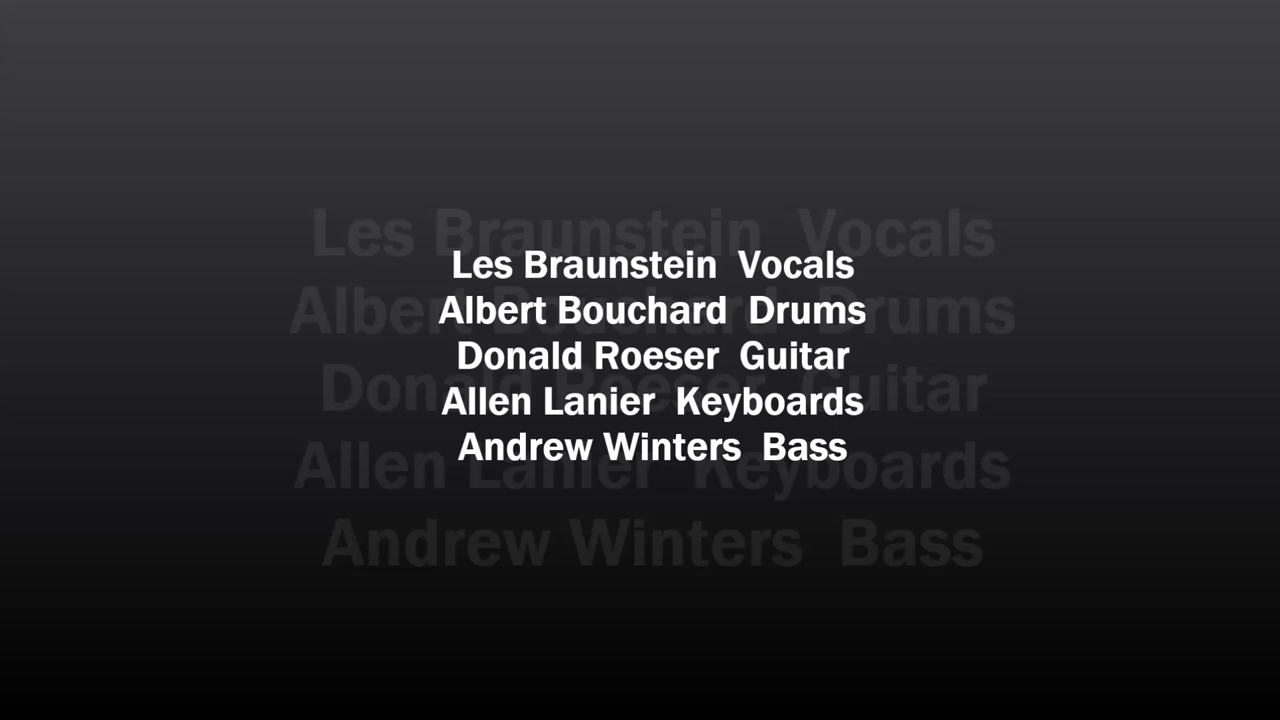 Les Braunstein  Vocals
Albert Bouchard  Drums
Donald Roeser  Guitar
Allen Lanier  Keyboards
Andrew Winters  Bass